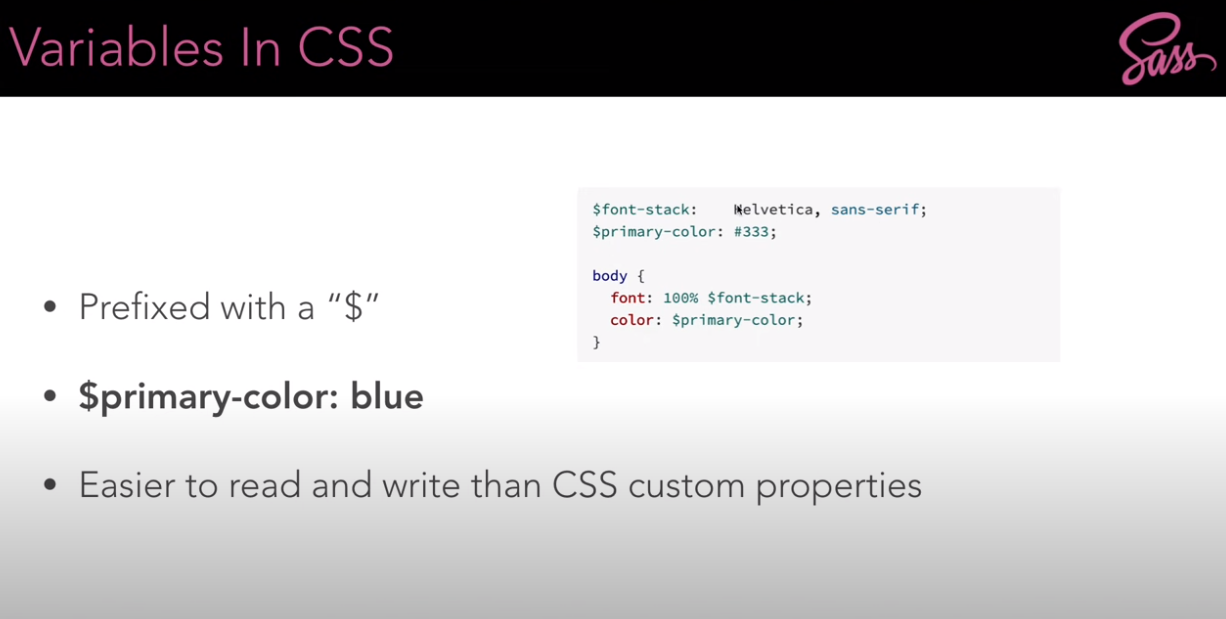 Variables In CSS
Sass
$font-stack:    Helvetica, sans-serif;
$primary-color: #333;
body {
  font: 100% $font-stack;
  color: $primary-color;
}
• Prefixed with a “$”
• $primary-color: blue
• Easier to read and write than CSS custom properties